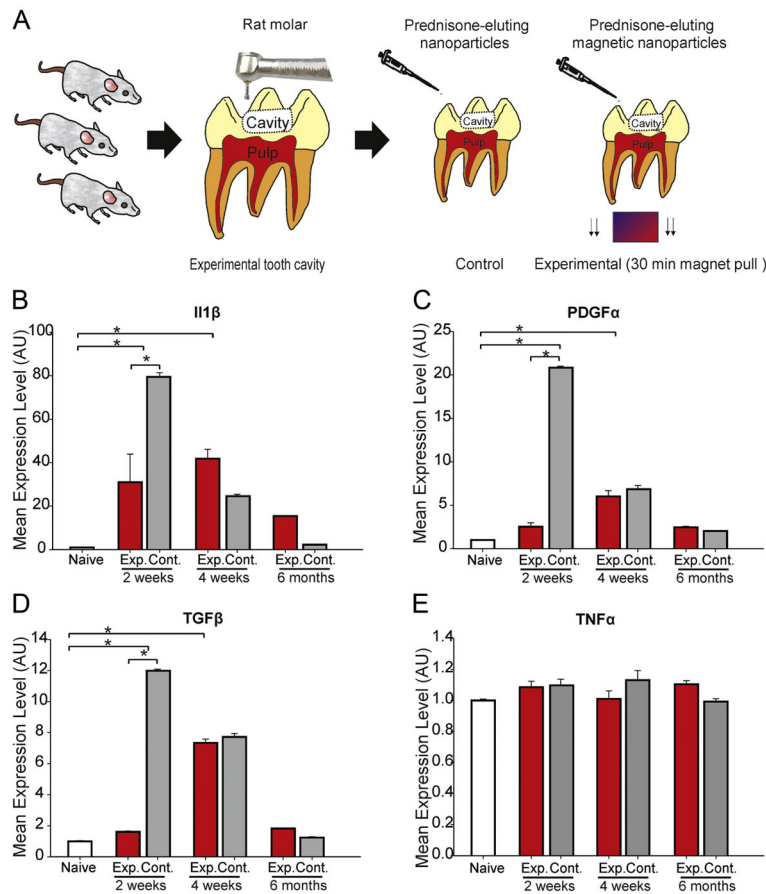 A
Rat molar
Prednisone-eluting
nanoparticles
Prednisone-eluting
magnetic nanoparticles
Cavity
Pulp
Cavity
Pulp
Cavity
Pulp
Experimental tooth cavity
Control
Experimental (30 min magnet pull )
B
Il1β
Mean Expression Level (AU)
100
80
60
40
20
0
*
*
*
Naive
Exp. Cont.
2 weeks
Exp. Cont.
4 weeks
Exp. Cont.
6 months
C
PDGFα
Mean Expression Level (AU)
25
20
15
10
5
0
*
*
*
Naive
Exp. Cont.
2 weeks
Exp. Cont.
4 weeks
Exp. Cont.
6 months
D
TGFβ
Mean Expression Level (AU)
14
12
10
8
6
4
2
0
*
*
*
Naive
Exp. Cont.
2 weeks
Exp. Cont.
4 weeks
Exp. Cont.
6 months
E
TNFα
Mean Expression Level (AU)
1.4
1.2
1.0
0.8
0.6
0.4
0.2
0.0
Naive
Exp. Cont.
2 weeks
Exp. Cont.
4 weeks
Exp. Cont.
6 months